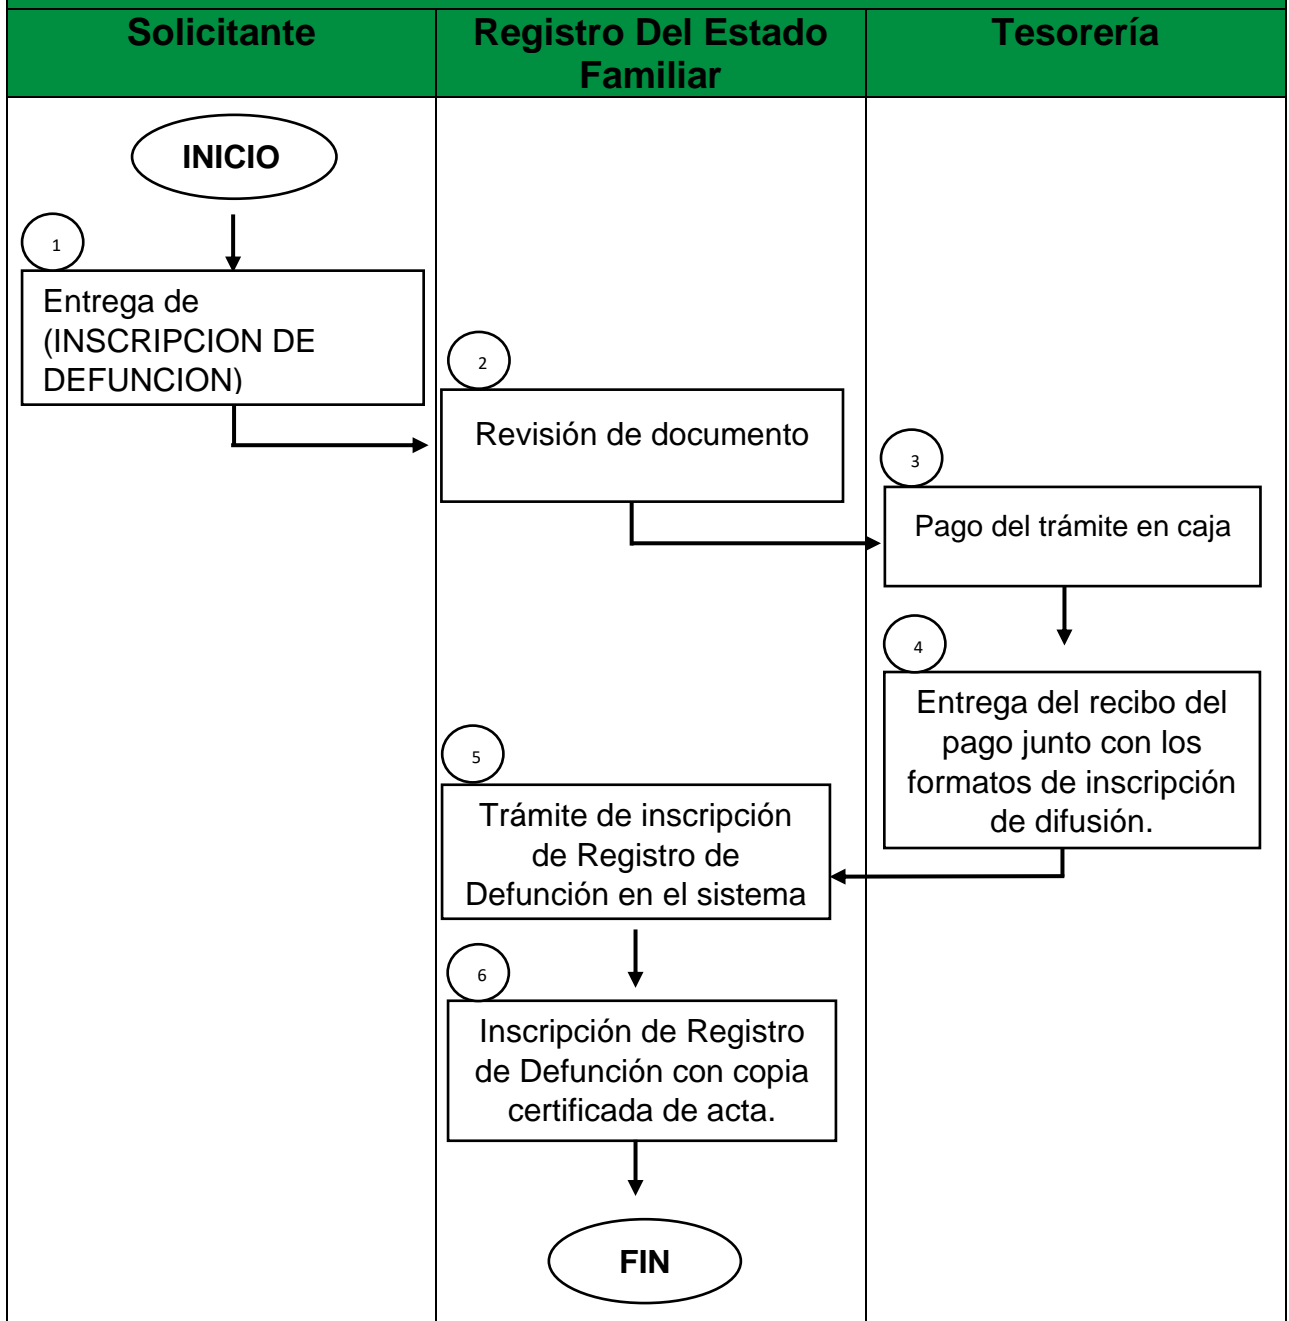 Solicitante
Registro Del Estado
Familiar
Tesorería
INICIO
1
Entrega de
(INSCRIPCION DE
DEFUNCION)
2
Revisión de documento
3
Pago del trámite en caja
4
Entrega del recibo del
pago junto con los
formatos de inscripción
de difusión.
5
Trámite de inscripción
de Registro de
Defunción en el sistema
6
Inscripción de Registro
de Defunción con copia
certificada de acta.
FIN